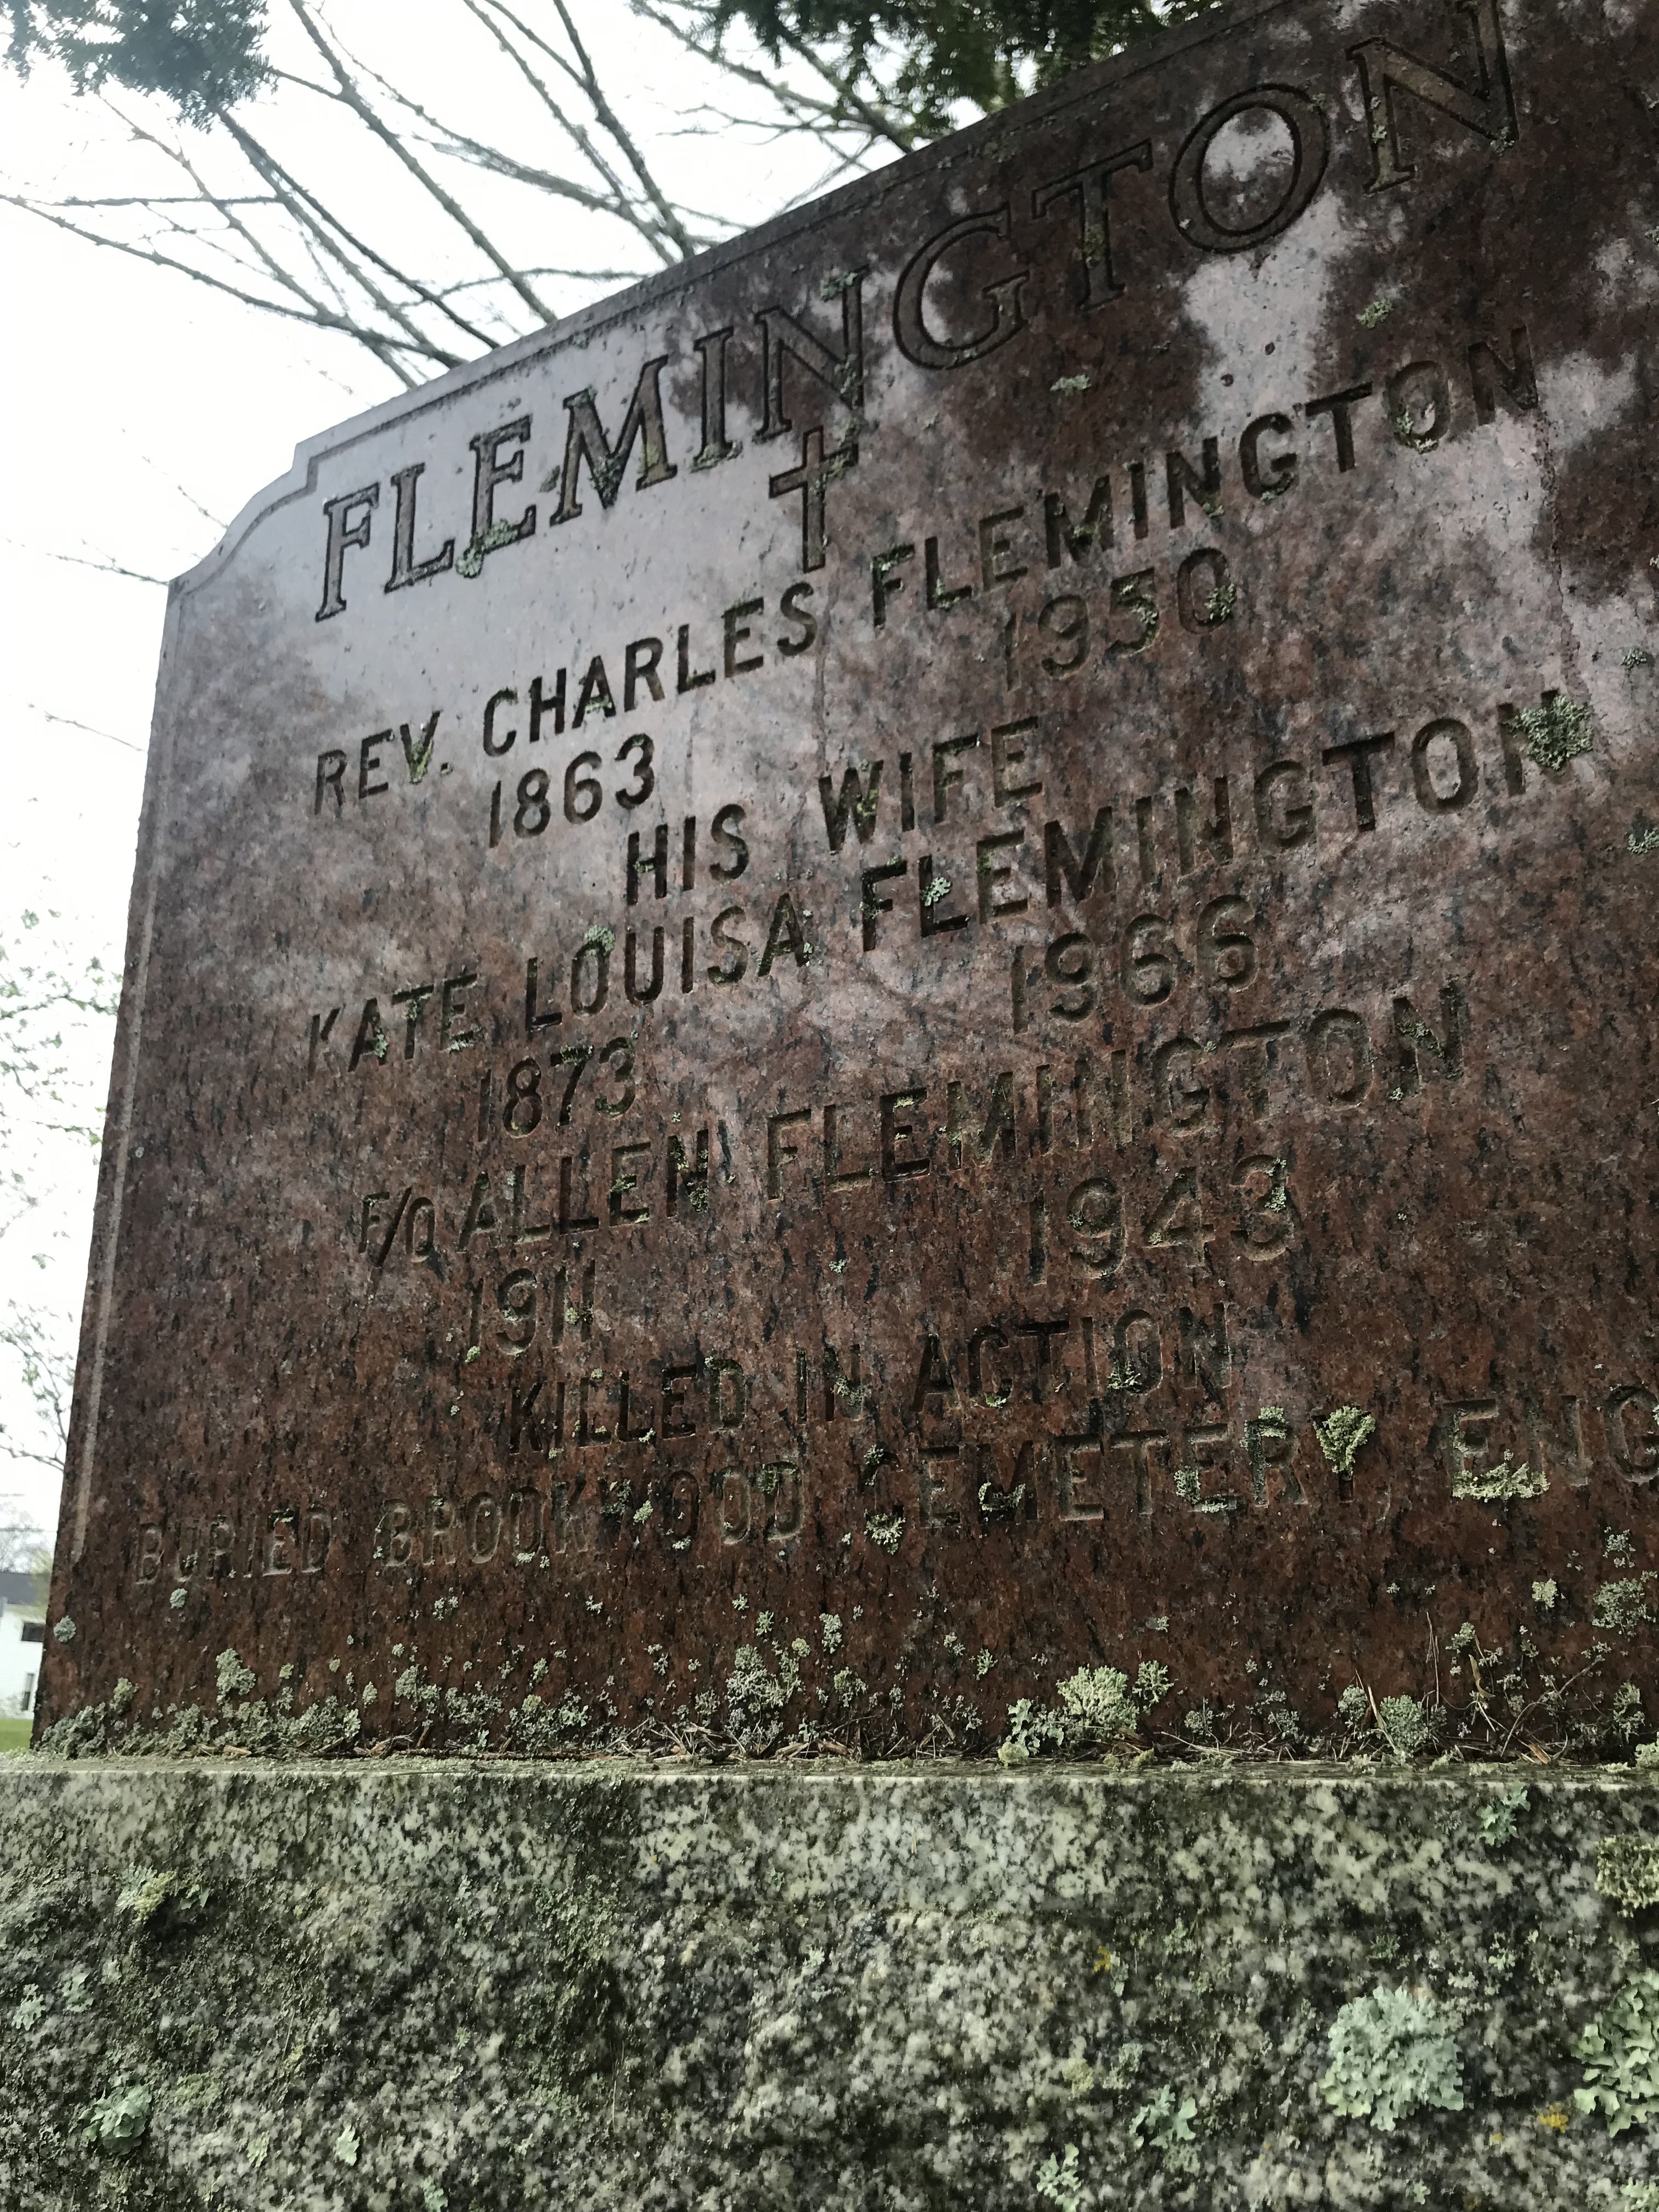 FLEMINGTON
REV. CHARLES FLEMINGTON
1863 1950
HIS WIFE
KATE LOUISA FLEMINGTON
1873 1966
F/O ALLEN FLEMINGTON
1911 1943
KILLED IN ACTION
BURIED BROOKWOOD CEMETERY, ENG